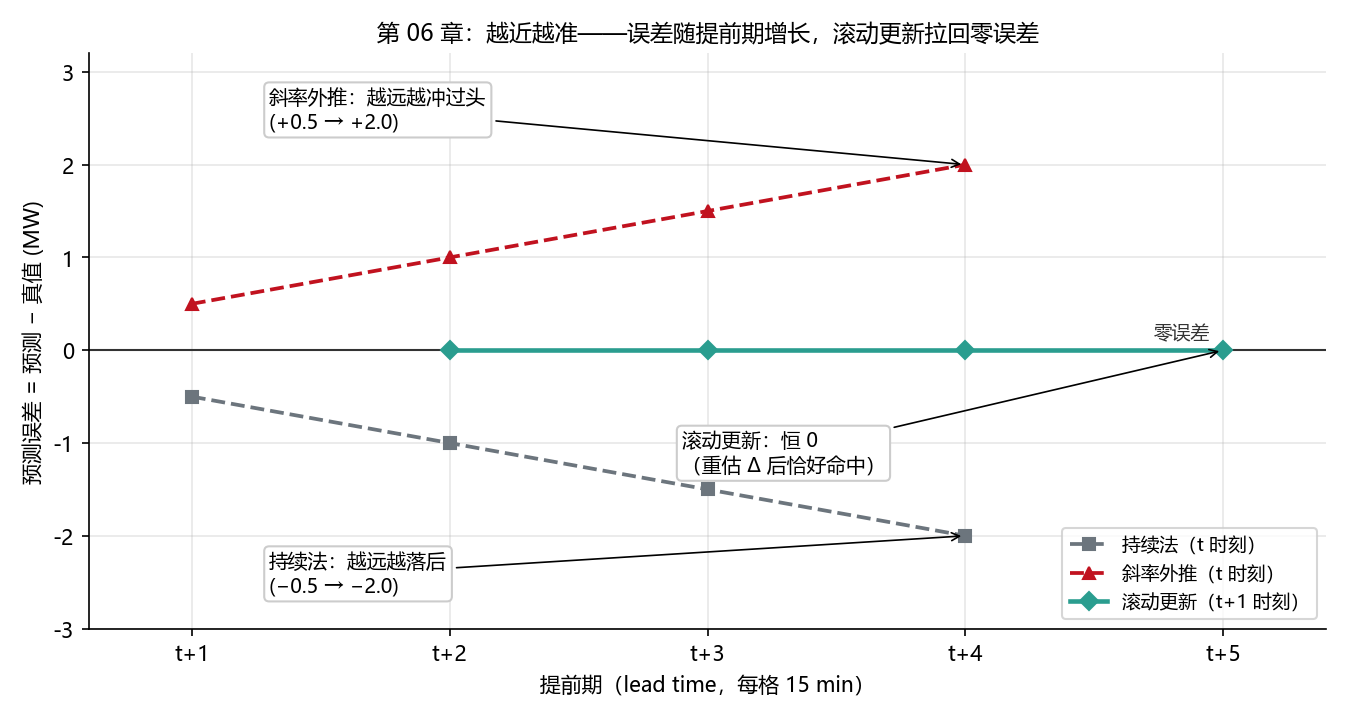 第 06 章：越近越准——误差随提前期增长，滚动更新拉回零误差
预测误差 = 预测 − 真值 (MW)
3
2
1
0
-1
-2
-3
斜率外推：越远越冲过头
(+0.5 → +2.0)
零误差
滚动更新：恒 0
（重估 Δ 后恰好命中）
持续法：越远越落后
(−0.5 → −2.0)
持续法（t 时刻）
斜率外推（t 时刻）
滚动更新（t+1 时刻）
t+1
t+2
t+3
t+4
t+5
提前期（lead time，每格 15 min）